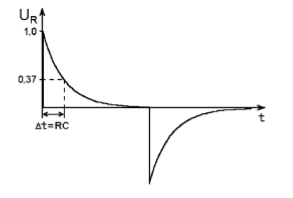 U_R
1,0
0,37
Δt=RC
t